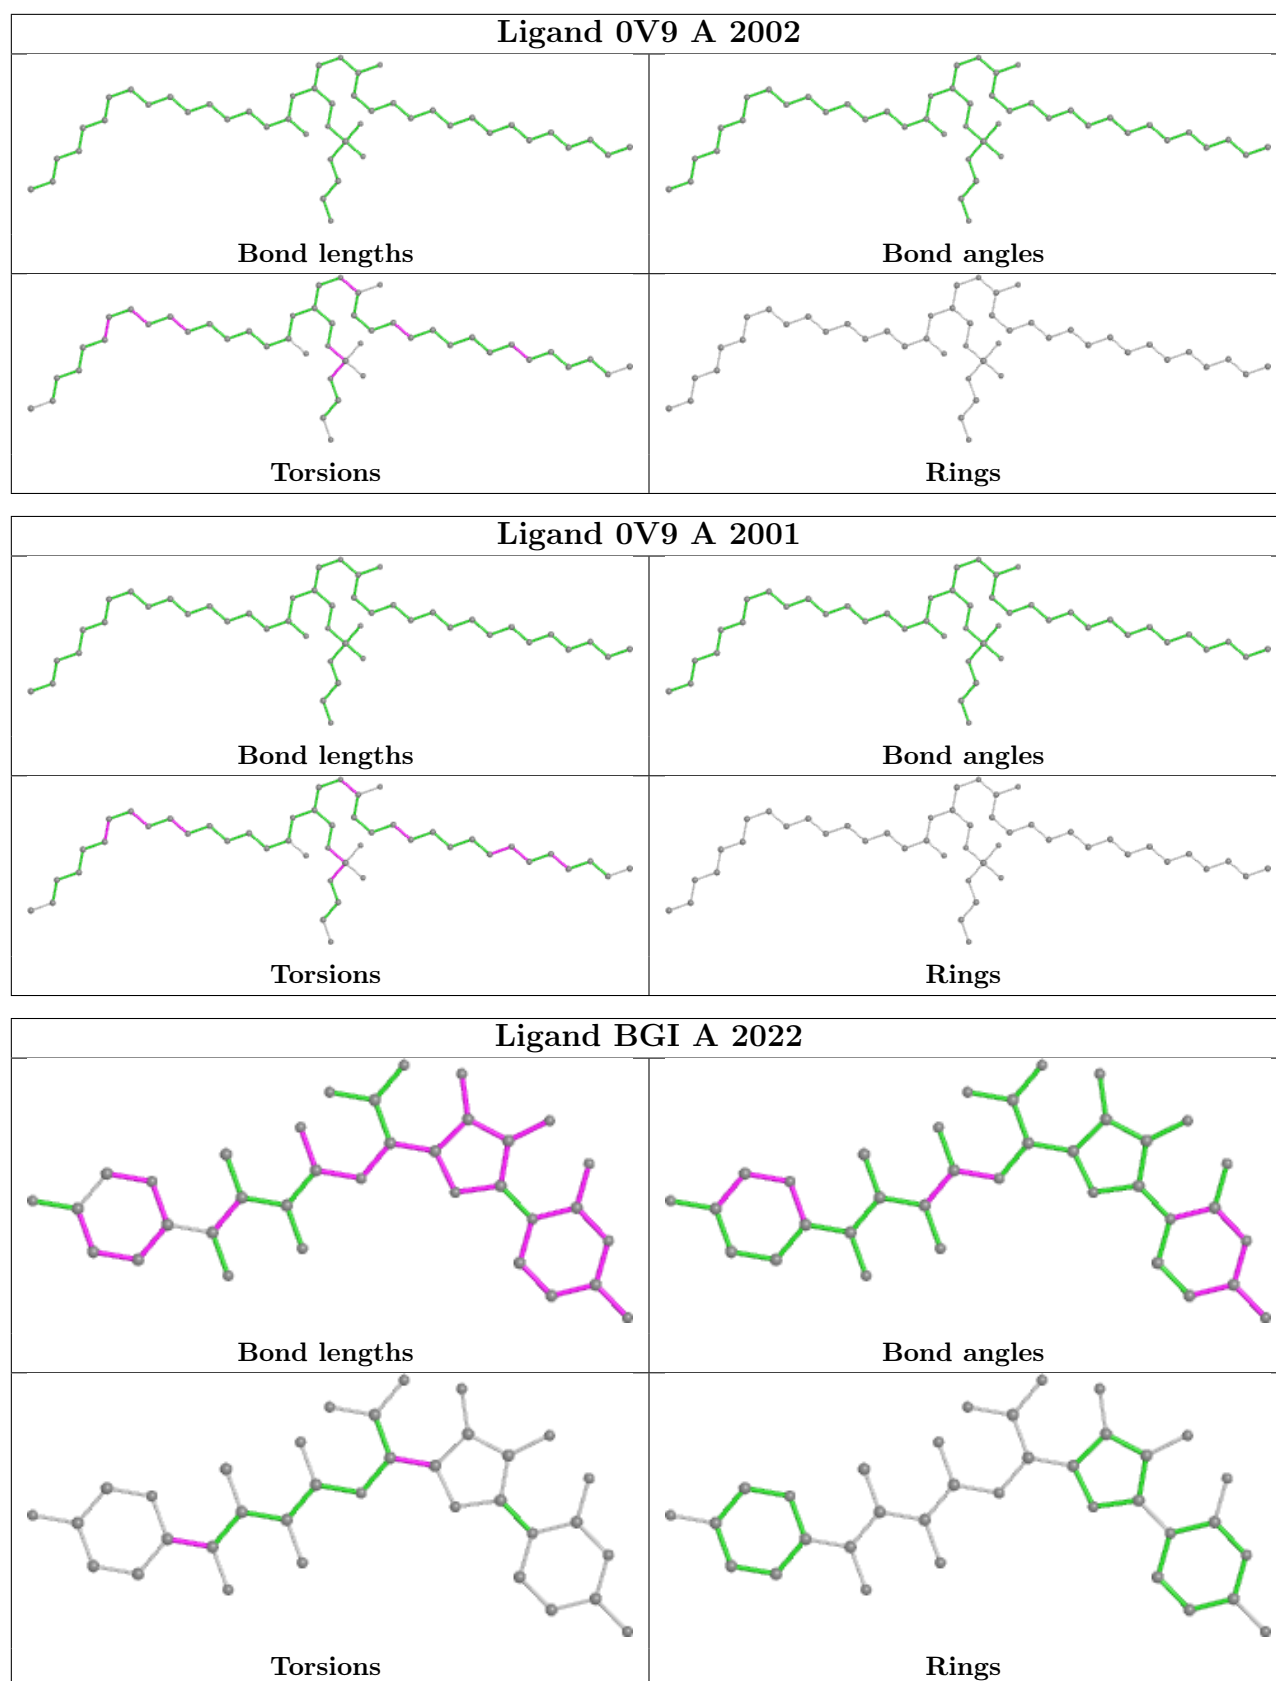 Ligand 0V9 A 2002
Bond lengths
Bond angles
Torsions
Rings
Ligand 0V9 A 2001
Bond lengths
Bond angles
Torsions
Rings
Ligand BGI A 2022
Bond lengths
Bond angles
Torsions
Rings